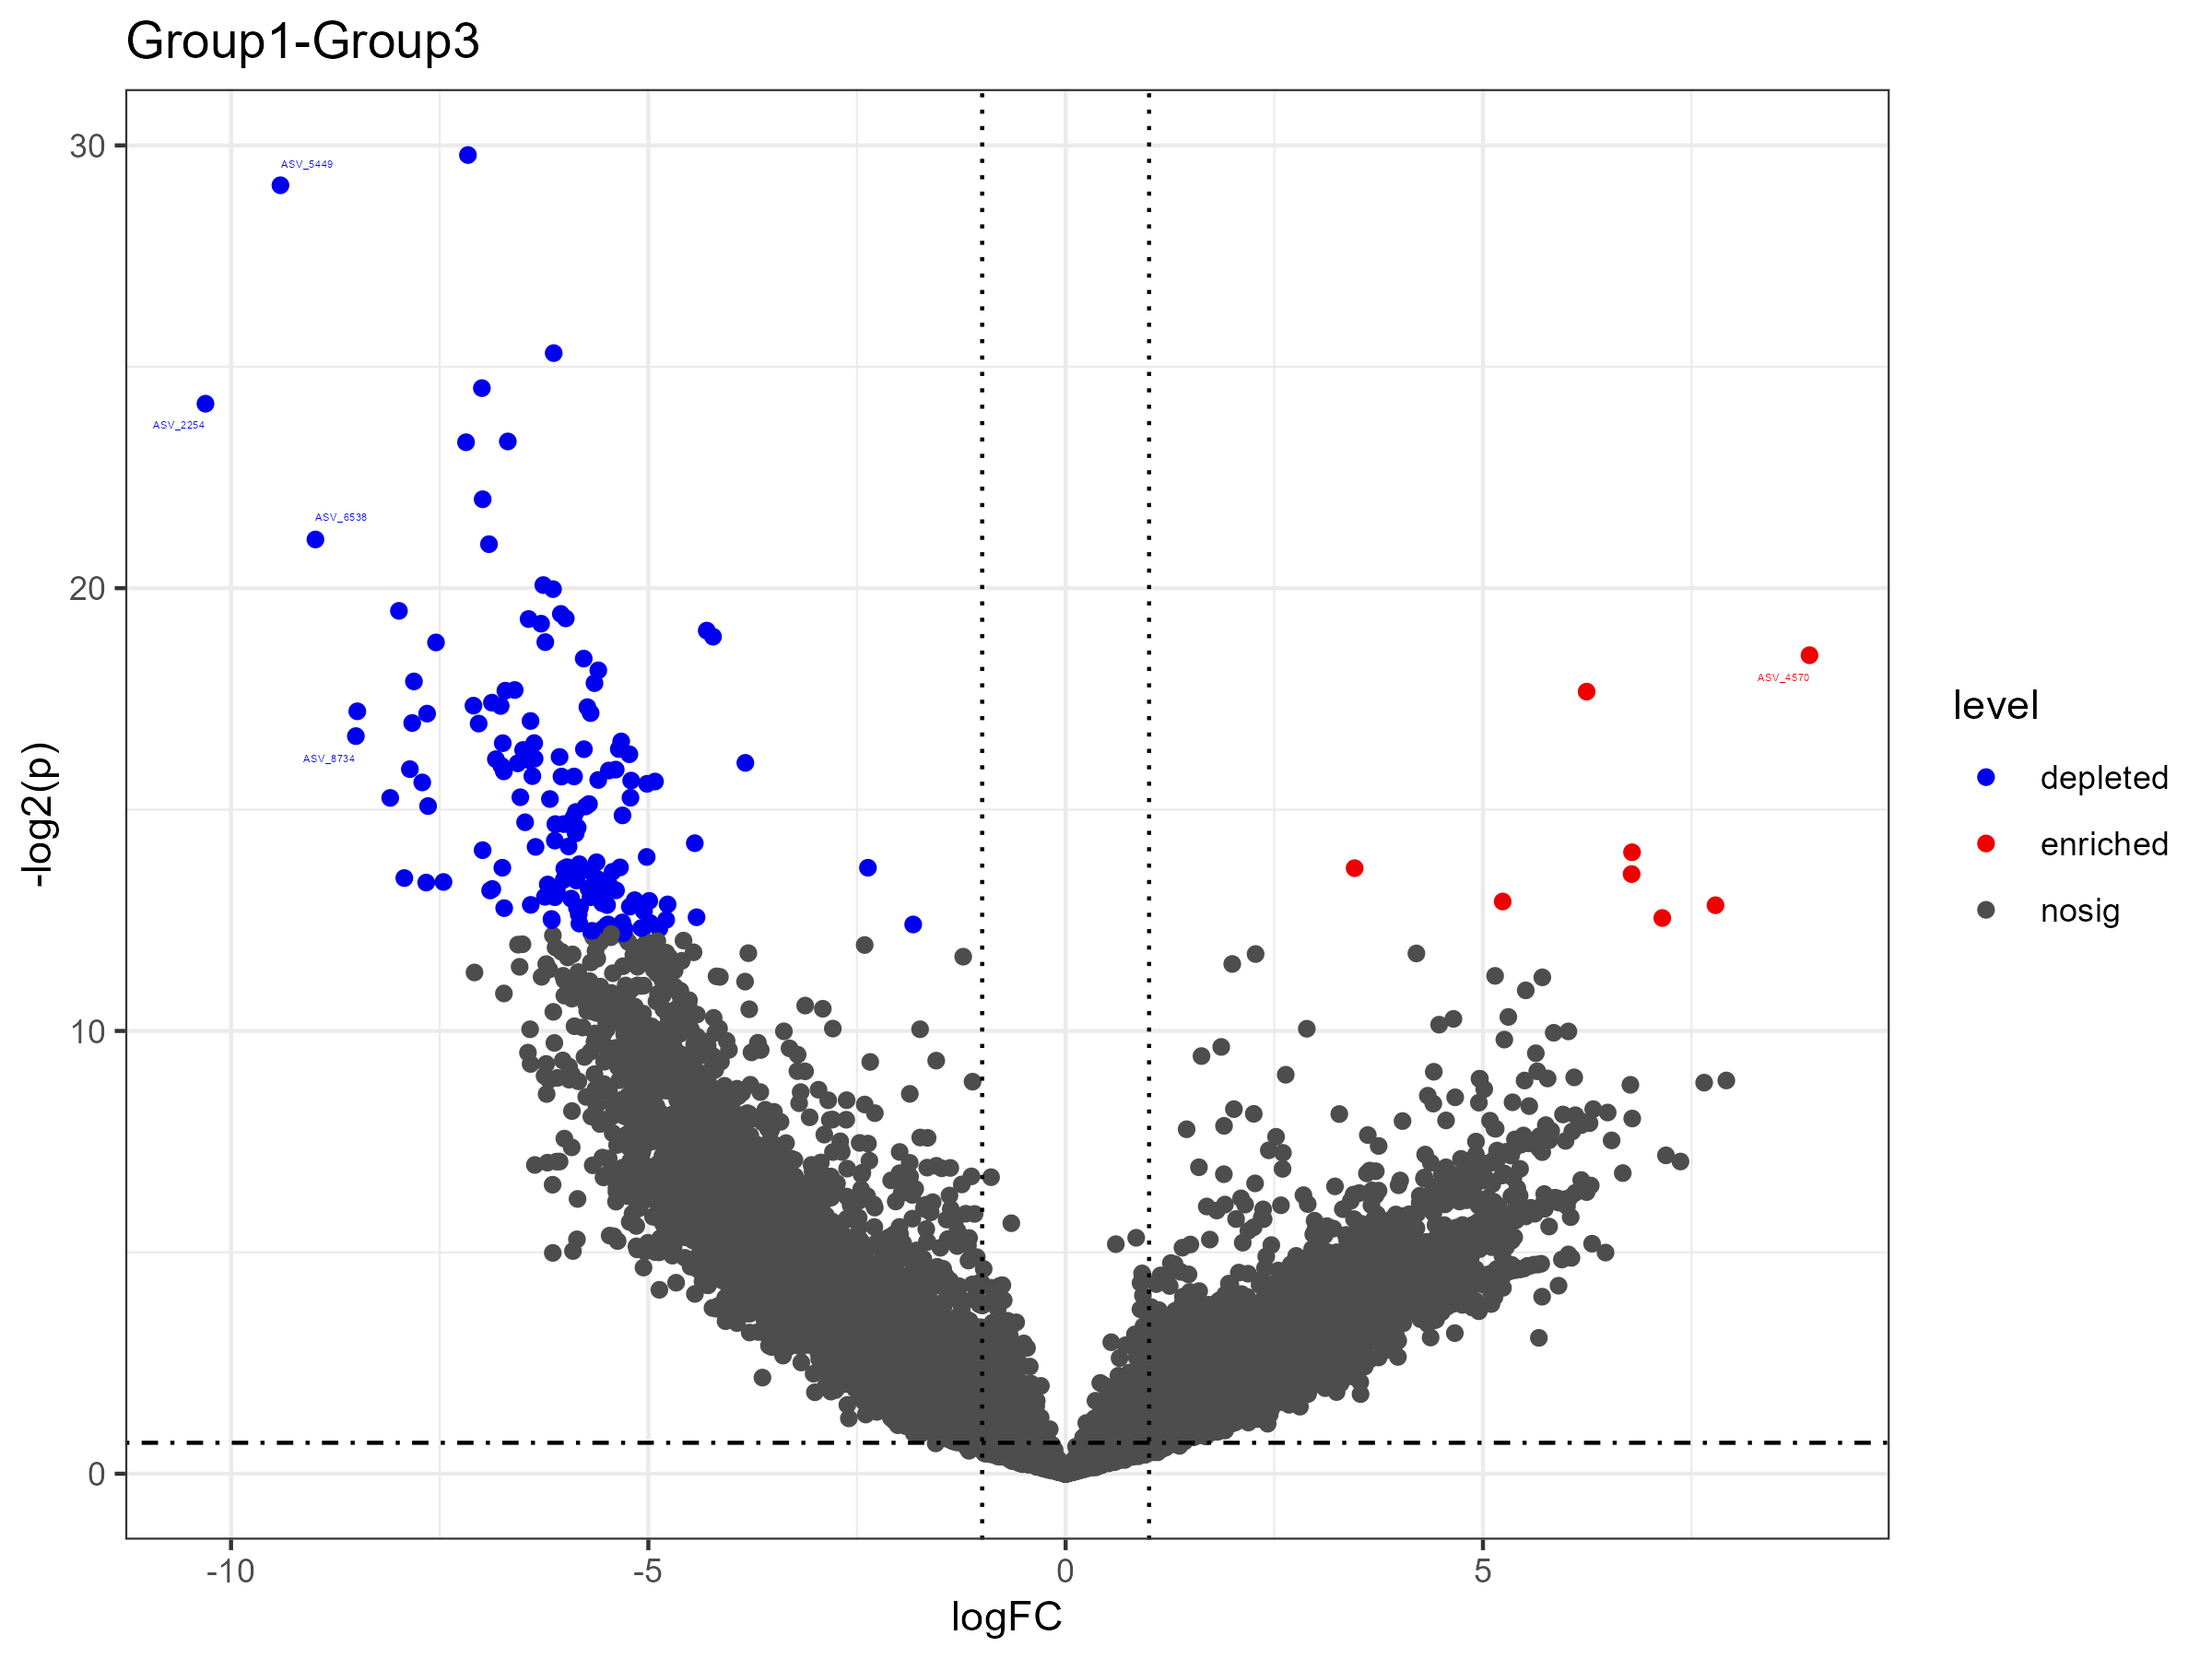 Group1-Group3
30
20
10
0
-log2(p)
ASV_5449
ASV_2254
ASV_6538
ASV_8734
ASV_4570
-10
-5
0
5
logFC
level
depleted
enriched
nosig